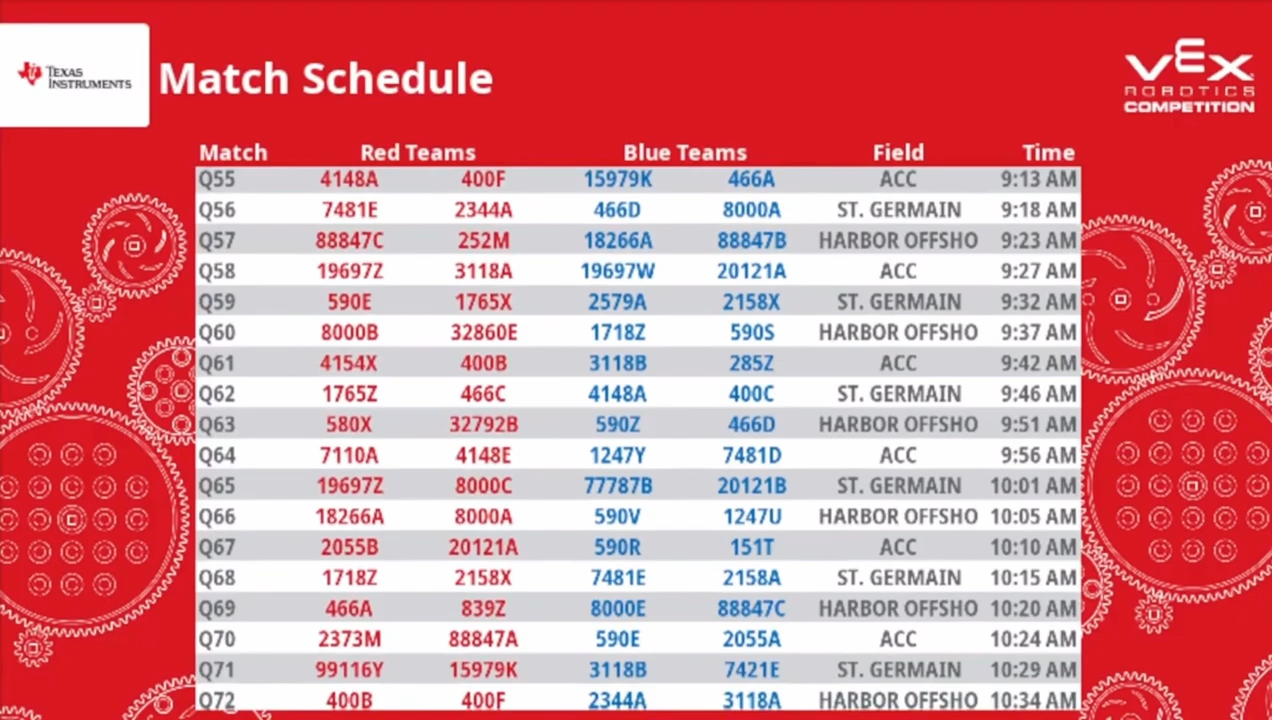 TEXAS INSTRUMENTS
Match Schedule
VEX ROBOTICS COMPETITION
Match Red Teams Blue Teams Field Time
Q55 4148A 400F 15979K 466A ACC 9:13 AM
Q56 7481E 2344A 466D 8000A ST. GERMAIN 9:18 AM
Q57 88847C 252M 18266A 88847B HARBOR OFFSHO 9:23 AM
Q58 19697Z 3118A 19697W 20121A ACC 9:27 AM
Q59 590E 1765X 2579A 2158X ST. GERMAIN 9:32 AM
Q60 8000B 32860E 1718Z 590S HARBOR OFFSHO 9:37 AM
Q61 4154X 400B 3118B 285Z ACC 9:42 AM
Q62 1765Z 466C 4148A 400C ST. GERMAIN 9:46 AM
Q63 580X 32792B 590Z 466D HARBOR OFFSHO 9:51 AM
Q64 7110A 4148E 1247Y 7481D ACC 9:56 AM
Q65 19697Z 8000C 77787B 20121B ST. GERMAIN 10:01 AM
Q66 18266A 8000A 590V 1247U HARBOR OFFSHO 10:05 AM
Q67 2055B 20121A 590R 151T ACC 10:10 AM
Q68 1718Z 2158X 7481E 2158A ST. GERMAIN 10:15 AM
Q69 466A 839Z 8000E 88847C HARBOR OFFSHO 10:20 AM
Q70 2373M 88847A 590E 2055A ACC 10:24 AM
Q71 99116Y 15979K 3118B 7421E ST. GERMAIN 10:29 AM
Q72 400B 400F 2344A 3118A HARBOR OFFSHO 10:34 AM